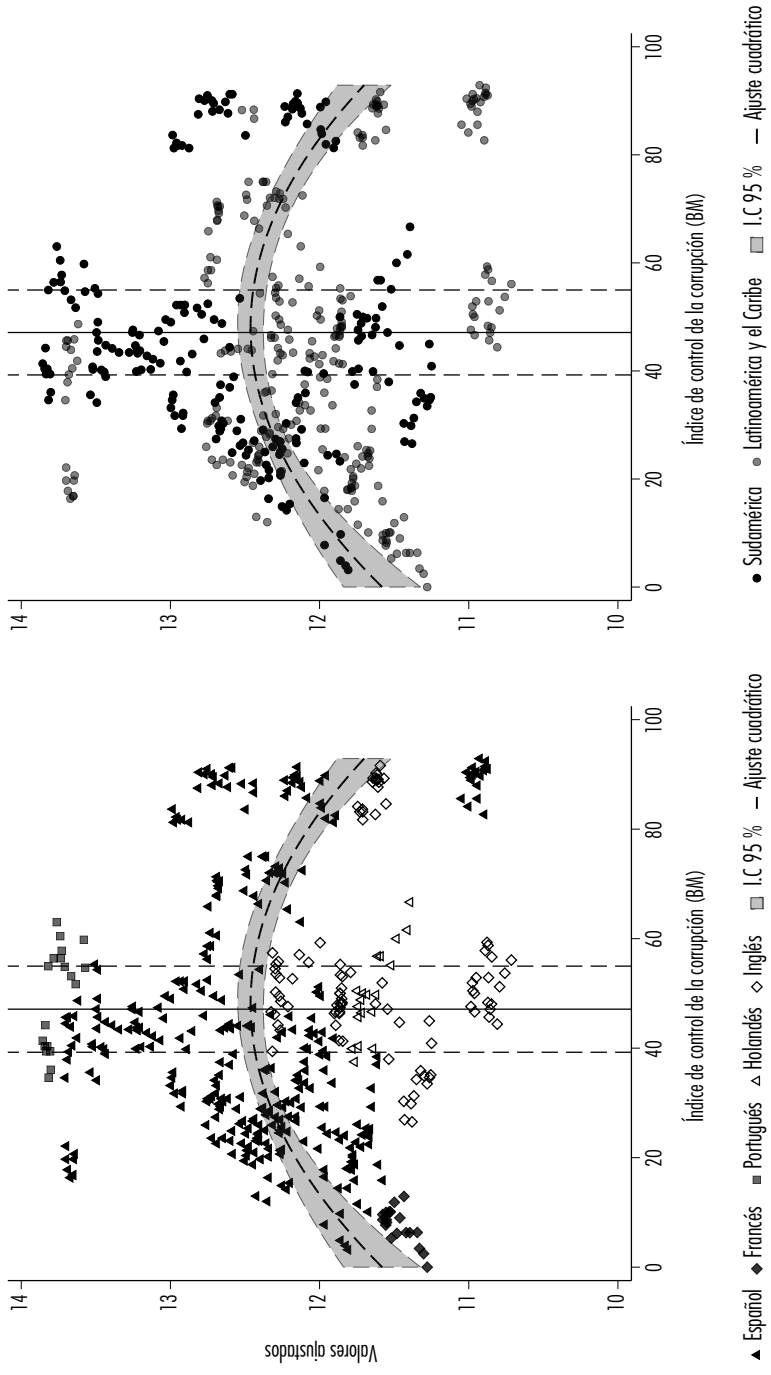 Valores ajustados
14
13
12
11
10
0
20
40
60
80
100
Índice de control de la corrupción (BM)
Español
Francés
Portugués
Holandés
Inglés
I.C 95 %
Ajuste cuadrático
14
13
12
11
10
0
20
40
60
80
100
Índice de control de la corrupción (BM)
Sudamérica
Latinoamérica y el Caribe
I.C 95 %
Ajuste cuadrático